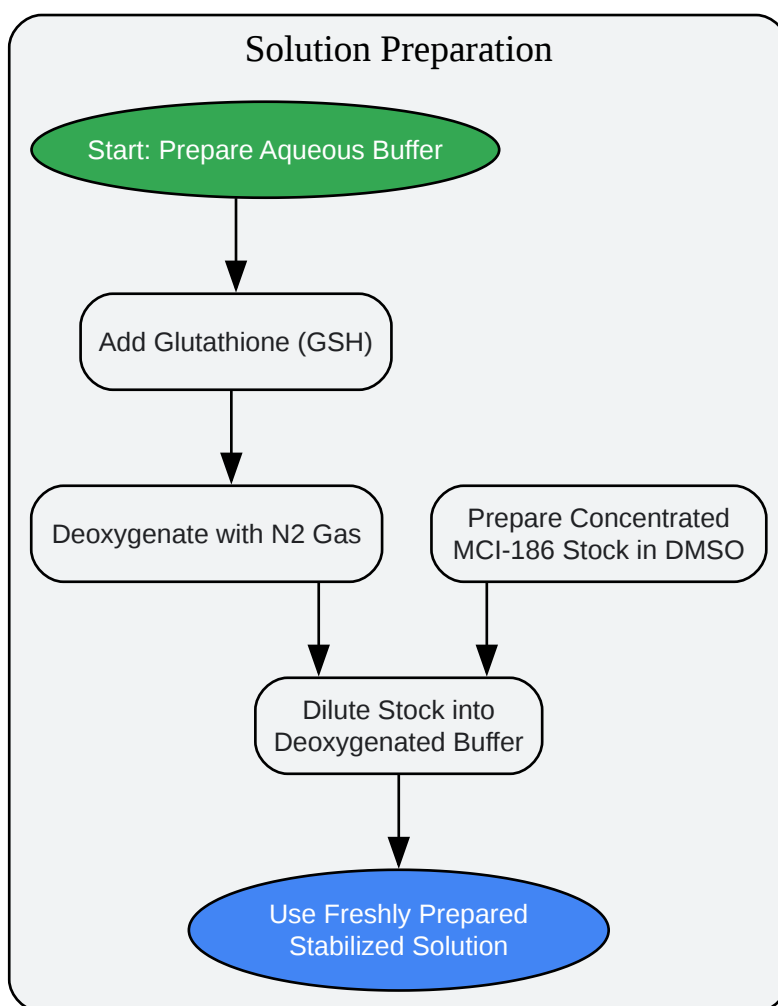 Solution Preparation
Start: Prepare Aqueous Buffer
Add Glutathione (GSH)
Deoxygenate with N2 Gas
Prepare Concentrated
MCI-186 Stock in DMSO
Dilute Stock into
Deoxygenated Buffer
Use Freshly Prepared
Stabilized Solution